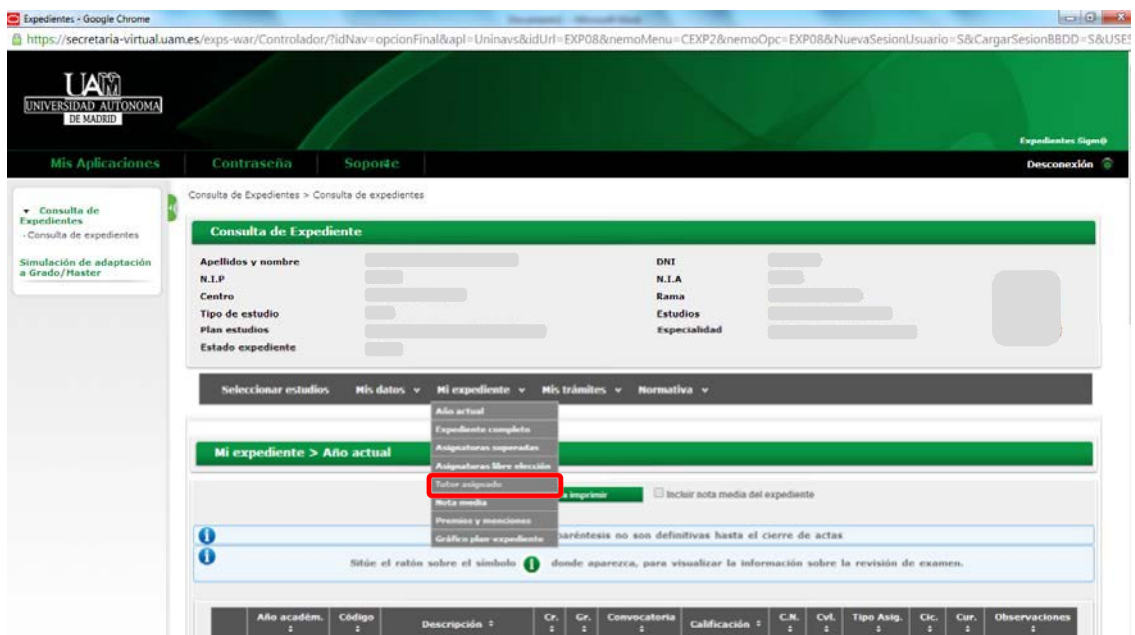 Expedientes - Google Chrome
https://secretaria-virtual.uam.es/exps-war/Controlador/?idNav=opcionFinal&apl=Uninavs&idUrl=EXP08&nemoMenu=CEXP2&nemoOpc=EXP08&NuevaSesionUsuario=S&CargarSesionBBDD=S&USES
UAM
UNIVERSIDAD AUTONOMA
DE MADRID
Expedientes Sigm@
Mis Aplicaciones Contraseña Soporte Desconexión
Consulta de Expedientes > Consulta de expedientes
Consulta de
Expedientes
- Consulta de expedientes
Simulación de adaptación
a Grado/Master
Consulta de Expediente
Apellidos y nombre DNI
N.I.P N.I.A
Centro Rama
Tipo de estudio Estudios
Plan estudios Especialidad
Estado expediente
Seleccionar estudios Mis datos Mi expediente Mis trámites Normativa
Año actual
Expediente completo
Asignaturas superadas
Asignaturas libre elección
Tutor asignado
Nota media
Premios y menciones
Gráfico plan-expediente
Mi expediente > Año actual
imprimir Incluir nota media del expediente
paréntesis no son definitivas hasta el cierre de actas
Sitúe el ratón sobre el símbolo i donde aparezca, para visualizar la información sobre la revisión de examen.
Año académ. Código Descripción Cr. Gr. Convocatoria Calificación C.N. Cvl. Tipo Asig. Cic. Cur. Observaciones